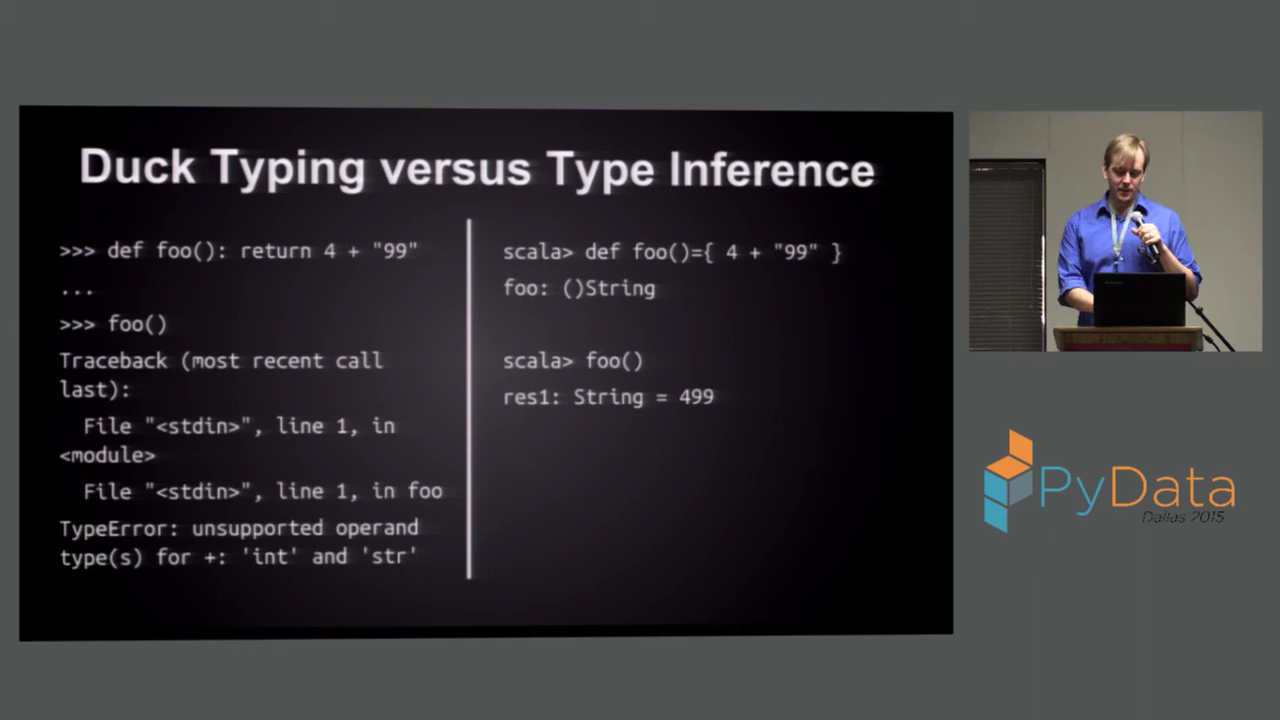 Duck Typing versus Type Inference
>>> def foo(): return 4 + "99"
...
>>> foo()
Traceback (most recent call
last):
File "<stdin>", line 1, in
<module>
File "<stdin>", line 1, in foo
TypeError: unsupported operand
type(s) for +: 'int' and 'str'
scala> def foo()={ 4 + "99" }
foo: ()String
scala> foo()
res1: String = 499
PyData
Dallas 2015